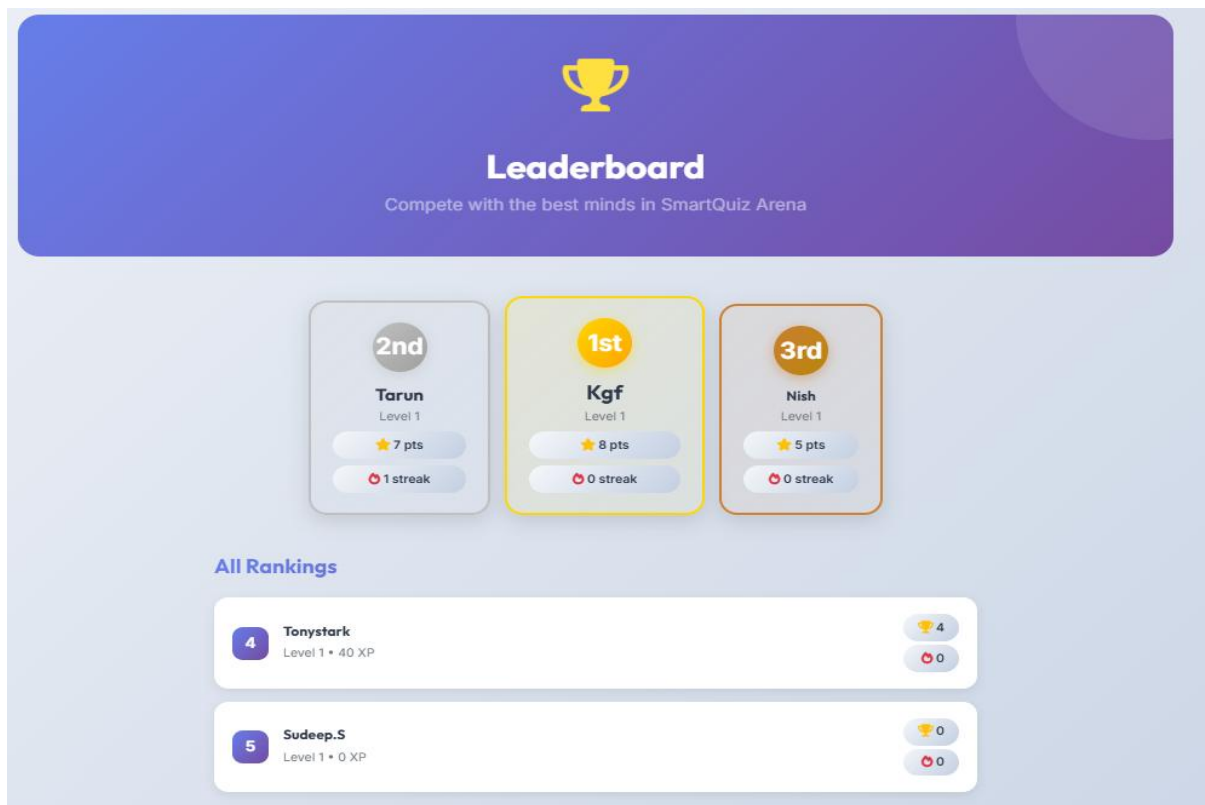 Leaderboard
Compete with the best minds in SmartQuiz Arena
2nd
Tarun
Level 1
7 pts
1 streak
1st
Kgf
Level 1
8 pts
0 streak
3rd
Nish
Level 1
5 pts
0 streak
All Rankings
4
Tonystark
Level 1 • 40 XP
4
0
5
Sudeep.S
Level 1 • 0 XP
0
0